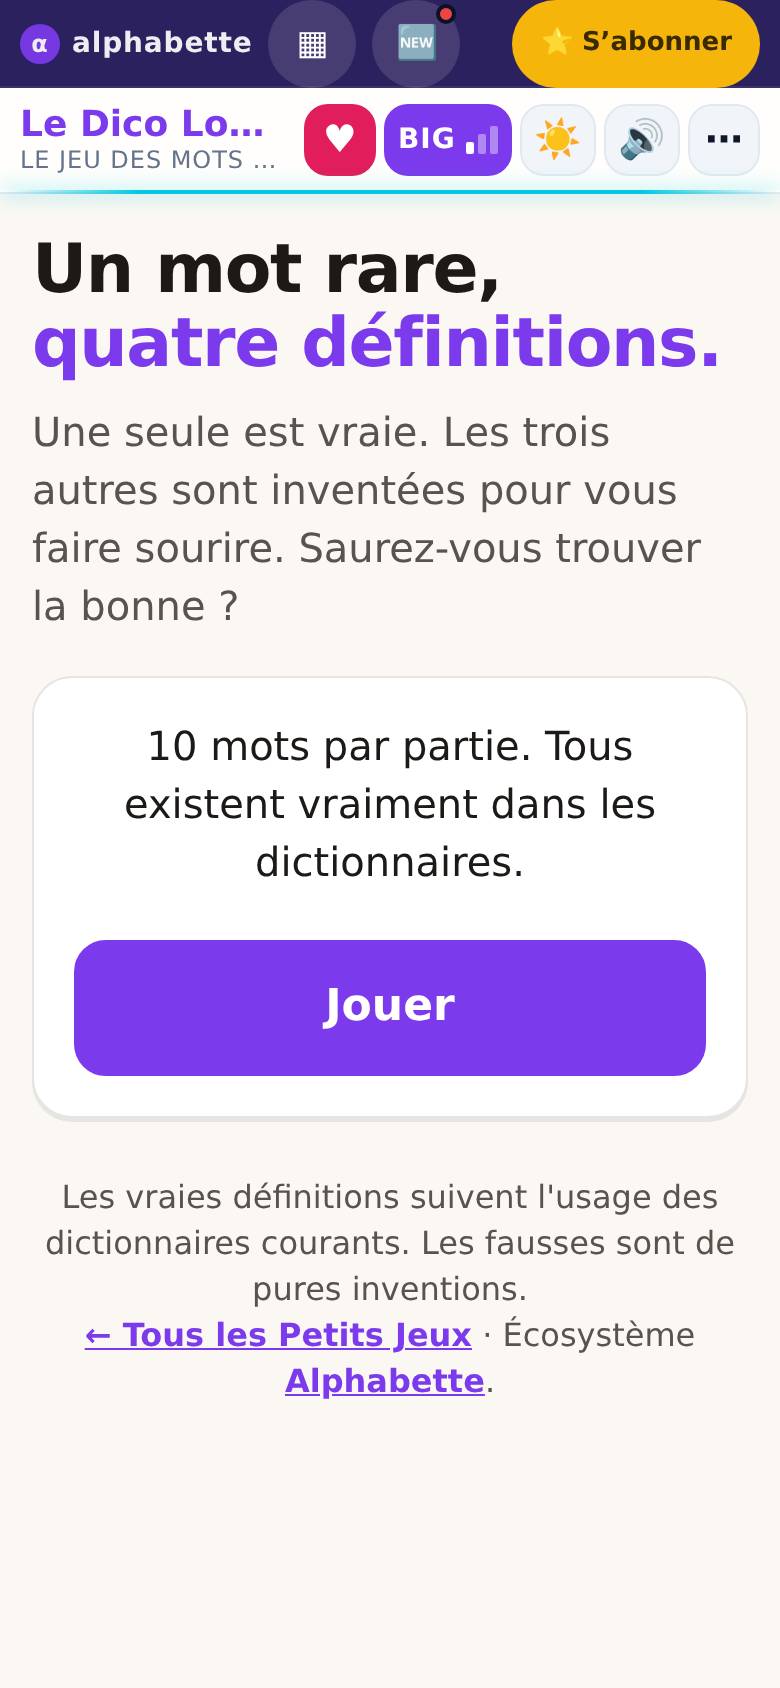 α alphabette
NEW
⭐ S’abonner
Le Dico Lo...
LE JEU DES MOTS ...
BIG
Un mot rare,
quatre définitions.
Une seule est vraie. Les trois
autres sont inventées pour vous
faire sourire. Saurez-vous trouver
la bonne ?
10 mots par partie. Tous
existent vraiment dans les
dictionnaires.
Jouer
Les vraies définitions suivent l'usage des
dictionnaires courants. Les fausses sont de
pures inventions.
← Tous les Petits Jeux · Écosystème
Alphabette.